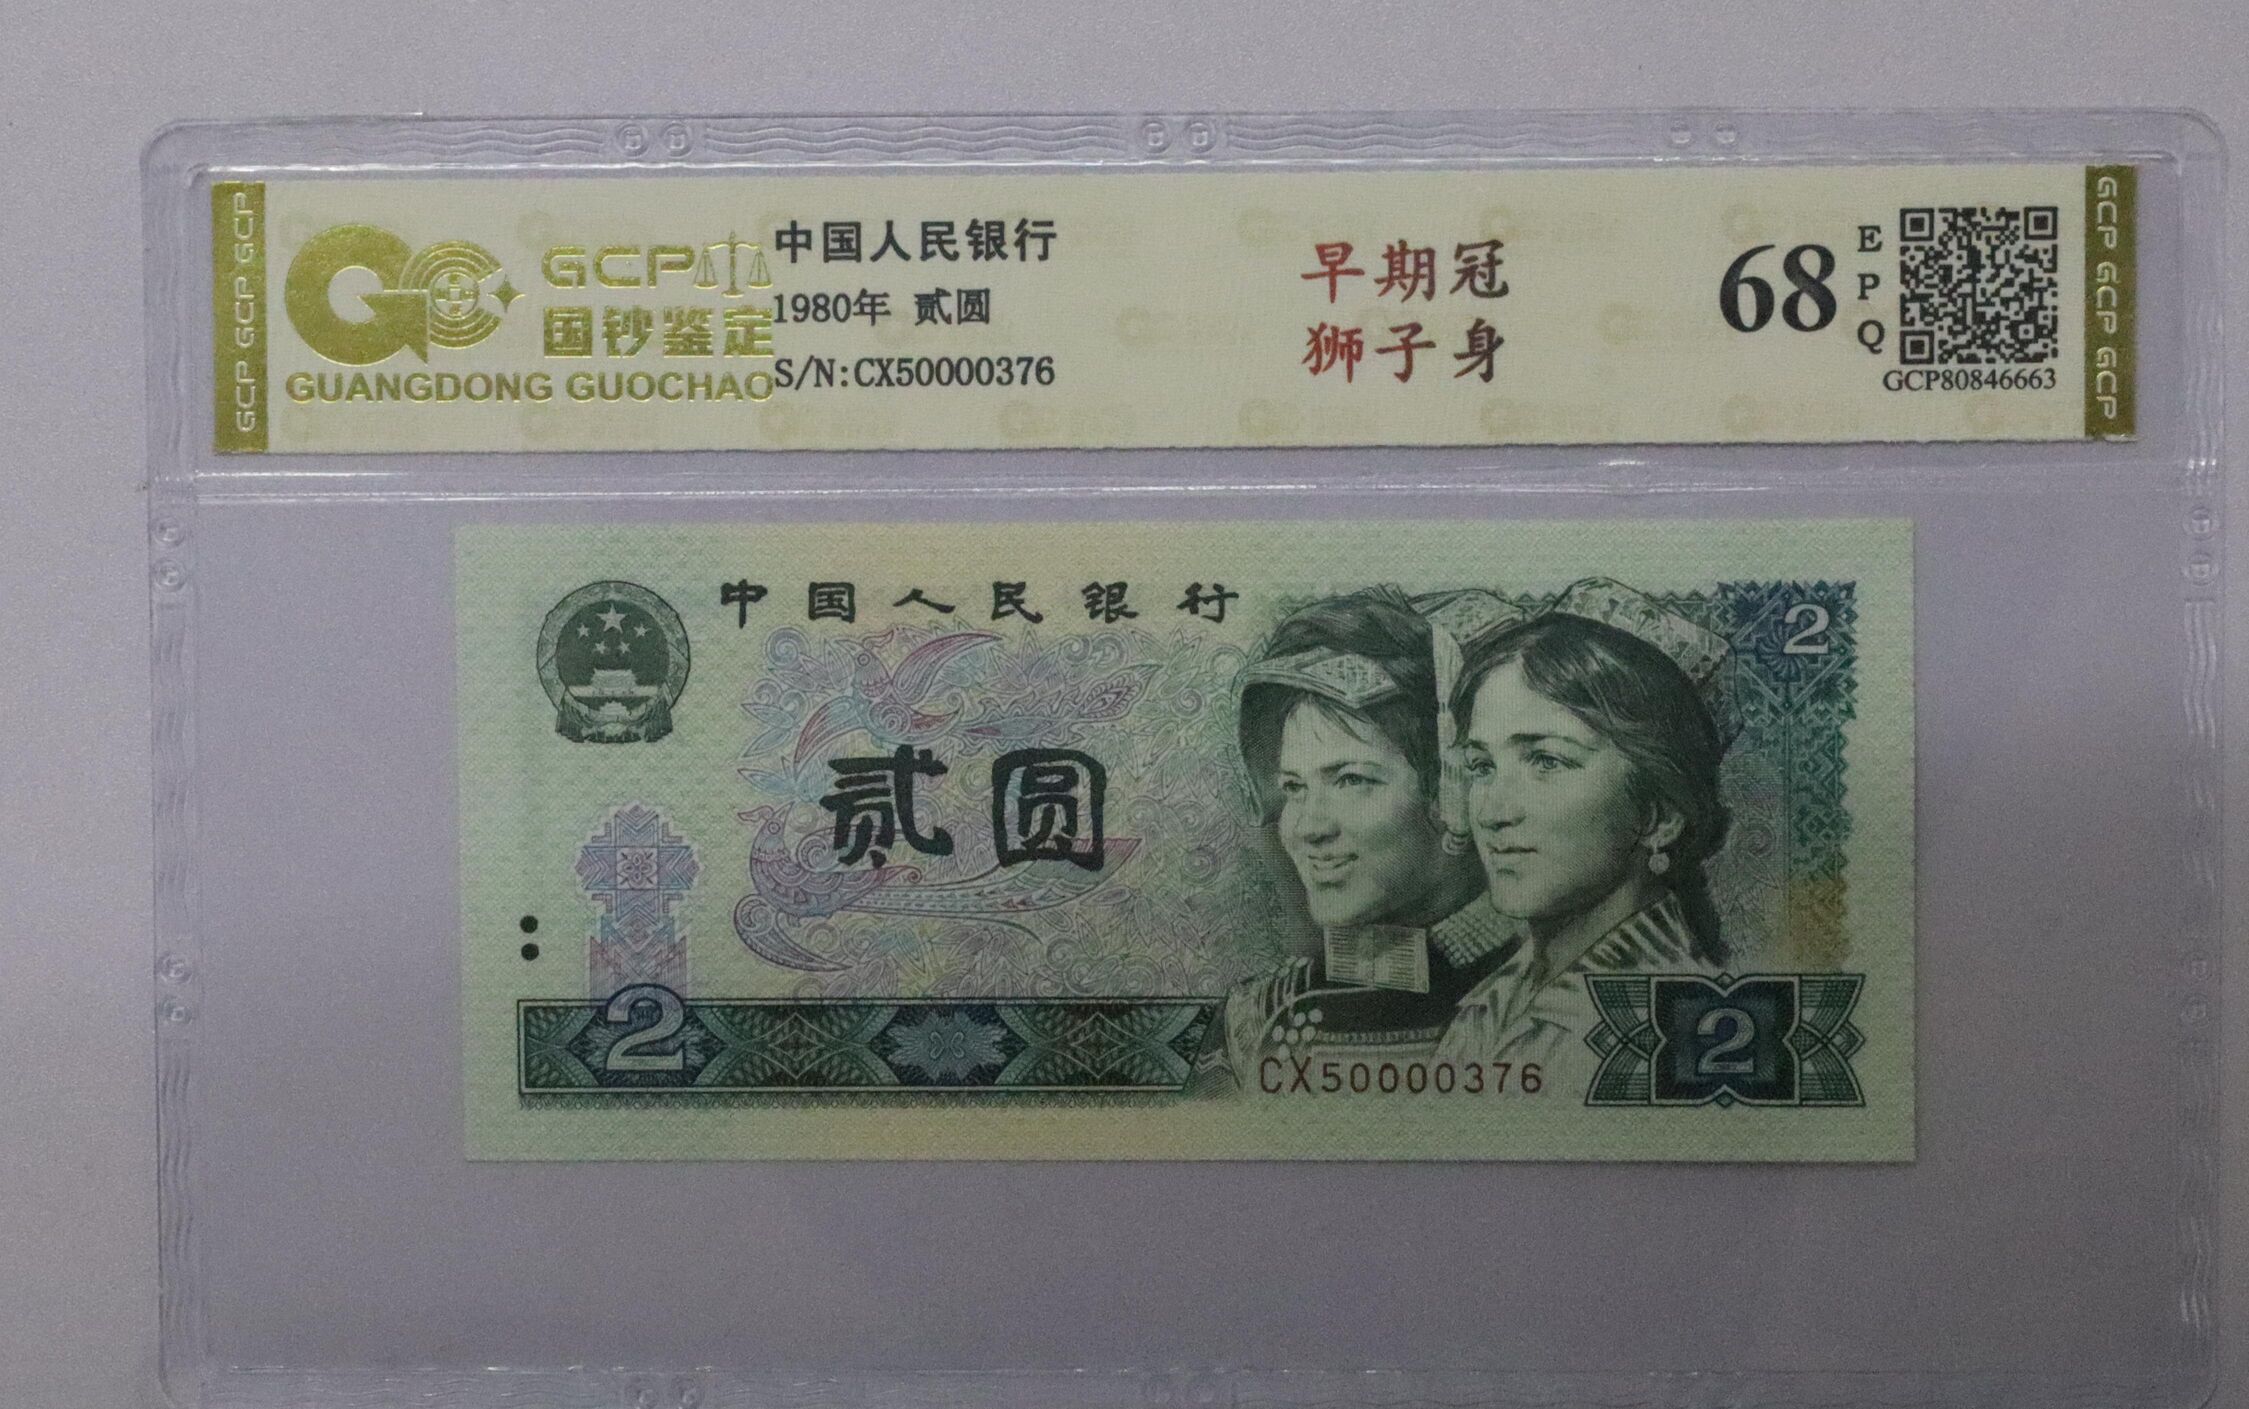 GCP GCP GCP
GCP
国钞鉴定
GUANGDONG GUOCHAO
中国人民银行
1980年 贰圆
S/N:CX50000376
早期冠
狮子身
68
EPQ
GCP80846663
GCP GCP GCP
中国人民银行
贰圆
2
2
2
CX50000376